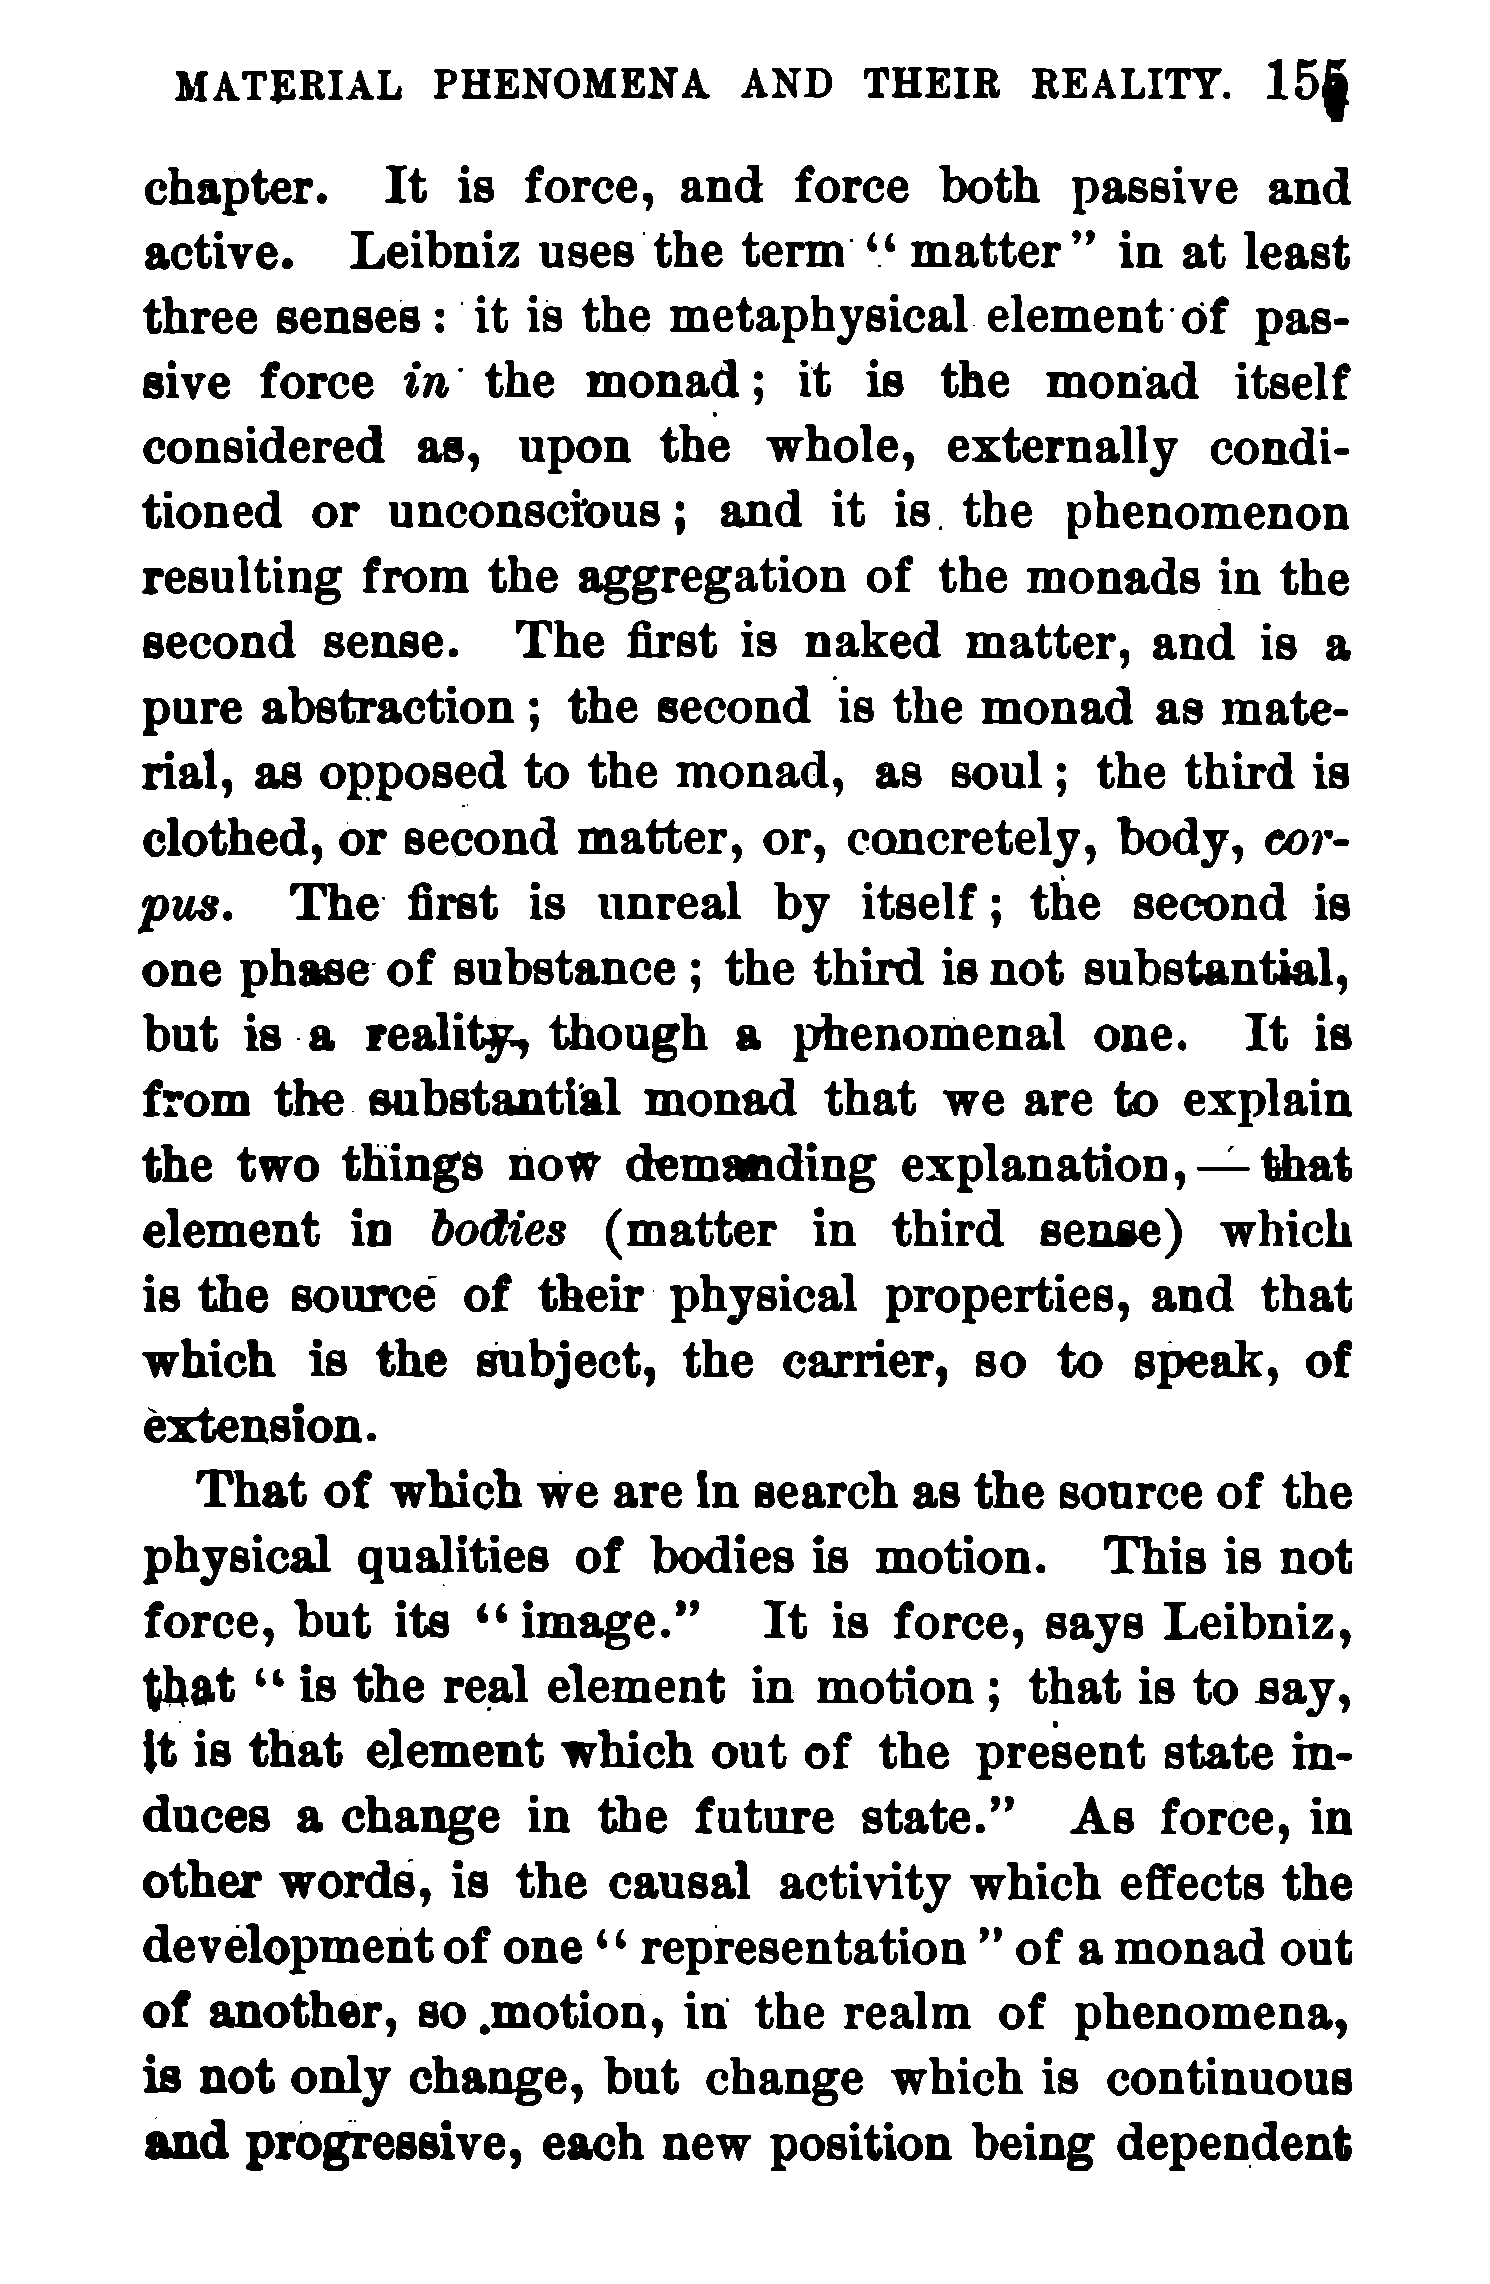 MATERIAL PHENOMENA AND THEIR REALITY. 155
chapter. It is force, and force both passive and
active. Leibniz uses the term "matter" in at least
three senses: it is the metaphysical element of pas-
sive force in the monad; it is the monad itself
considered as, upon the whole, externally condi-
tioned or unconscious; and it is the phenomenon
resulting from the aggregation of the monads in the
second sense. The first is naked matter, and is a
pure abstraction; the second is the monad as mate-
rial, as opposed to the monad, as soul; the third is
clothed, or second matter, or, concretely, body, cor-
pus. The first is unreal by itself; the second is
one phase of substance; the third is not substantial,
but is a reality, though a phenomenal one. It is
from the substantial monad that we are to explain
the two things now demanding explanation, — that
element in bodies (matter in third sense) which
is the source of their physical properties, and that
which is the subject, the carrier, so to speak, of
extension.
That of which we are in search as the source of the
physical qualities of bodies is motion. This is not
force, but its "image." It is force, says Leibniz,
that "is the real element in motion; that is to say,
it is that element which out of the present state in-
duces a change in the future state." As force, in
other words, is the causal activity which effects the
development of one "representation" of a monad out
of another, so motion, in the realm of phenomena,
is not only change, but change which is continuous
and progressive, each new position being dependent